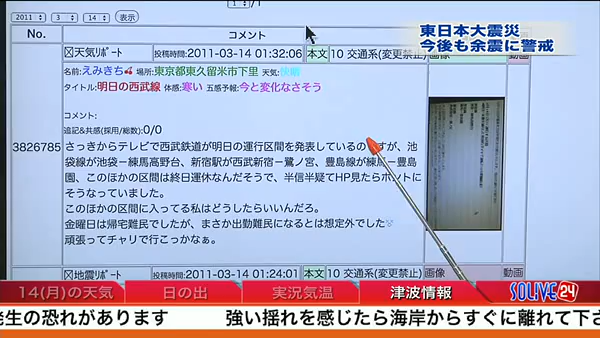 1 /1
2011 3 14 表示
東日本大震災
今後も余震に警戒
No. コメント
天気リポート 投稿時間:2011-03-14 01:32:06 本文 10 交通系(変更禁止) 画像 動画
名前:えみきち 場所:東京都東久留米市下里 天気:快晴
タイトル:明日の西武線 体感:寒い 五感予報:今と変化なさそう
コメント:
追記&共感(採用/総数):0/0
3826785
さっきからテレビで西武鉄道が明日の運行区間を発表しているの すが、池
袋線が池袋ー練馬高野台、新宿駅が西武新宿ー鷺ノ宮、豊島線が練馬ー豊島
園、このほかの区間は終日運休なんだそうで、半信半疑でHP見たらホントに
そうなっていました。
このほかの区間に入ってる私はどうしたらいいんだろ。
金曜日は帰宅難民でしたが、まさか出勤難民になるとは想定外でした
頑張ってチャリで行こっかなぁ。
地震リポート 投稿時間:2011-03-14 01:24:01 本文 10 交通系(変更禁止) 画像 動画
14(月)の天気 日の出 実況気温 津波情報 SOLiVE24
発生の恐れがあります 強い揺れを感じたら海岸からすぐに離れて下さ